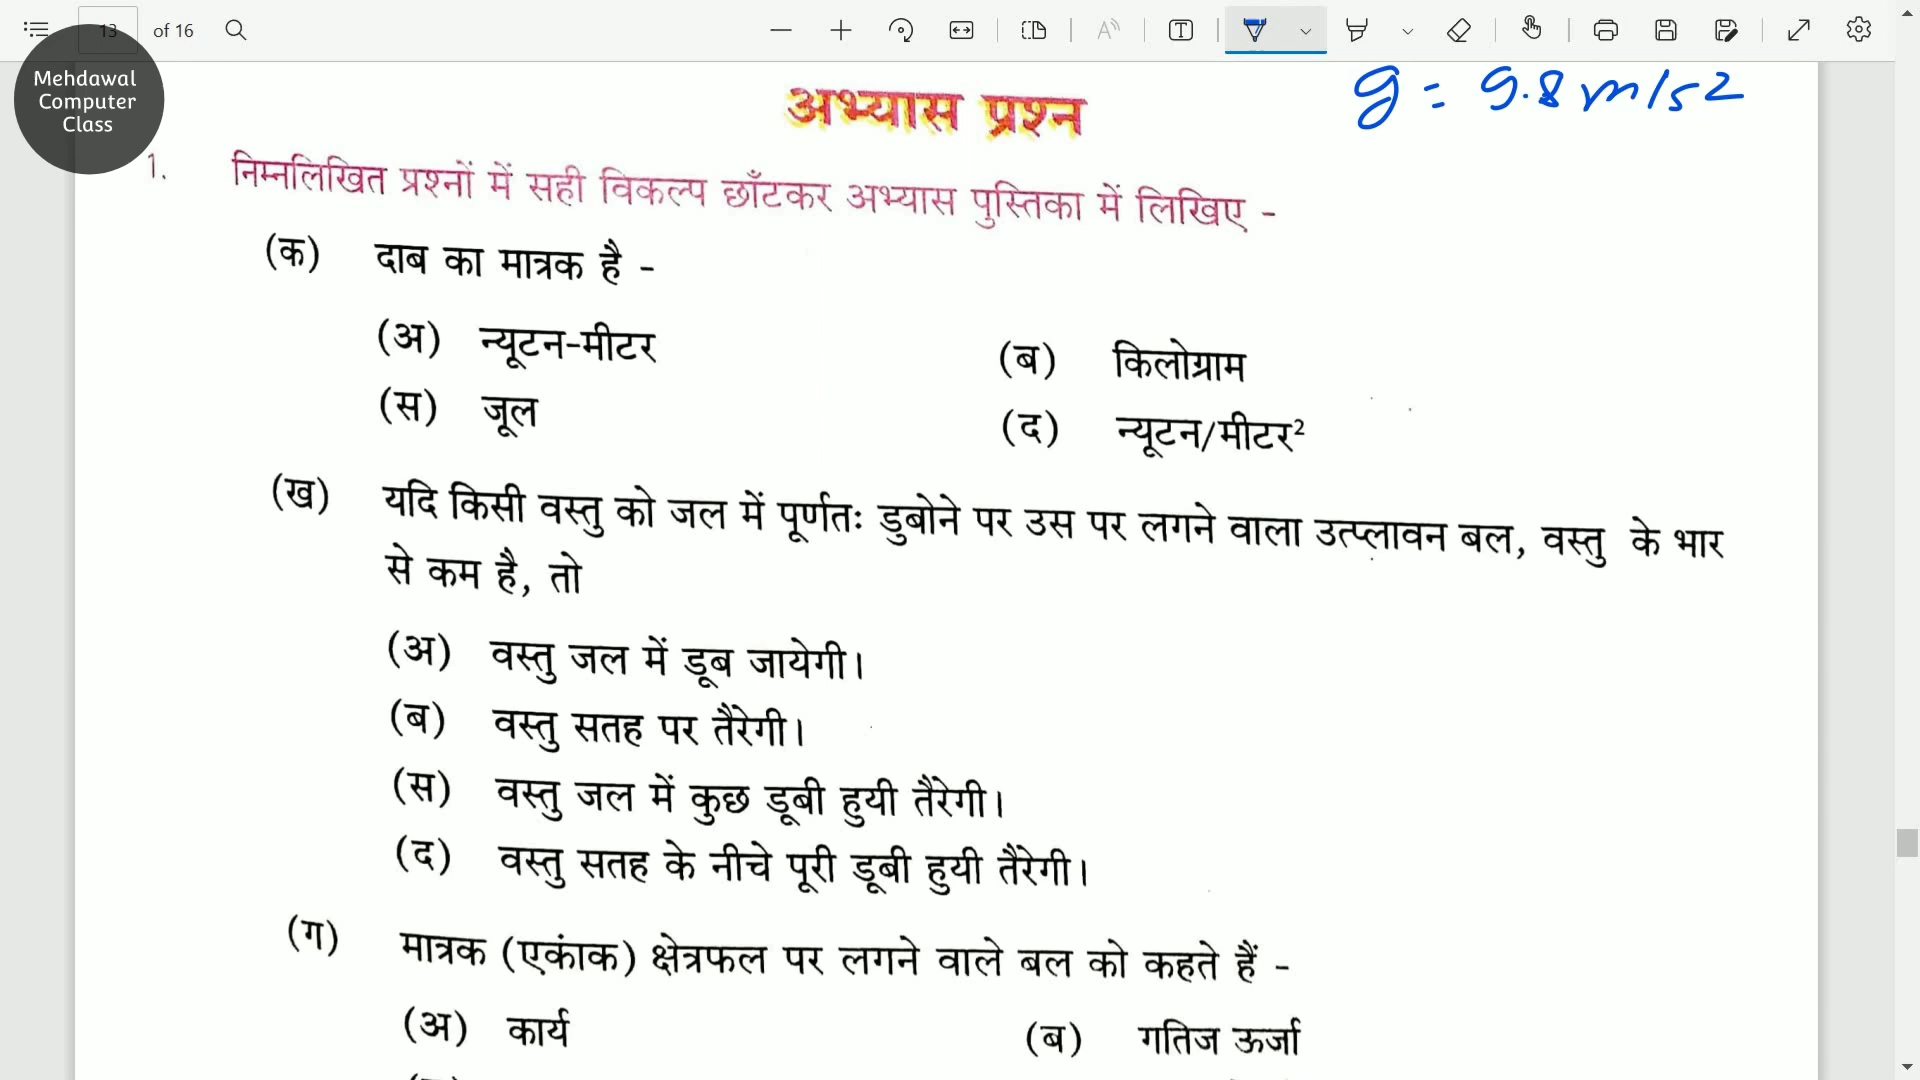 13 of 16
Mehdawal
Computer
Class
g = 9.8 m/s2
अभ्यास प्रश्न
1. निम्नलिखित प्रश्नों में सही विकल्प छाँटकर अभ्यास पुस्तिका में लिखिए -
(क) दाब का मात्रक है -
(अ) न्यूटन-मीटर (ब) किलोग्राम
(स) जूल (द) न्यूटन/मीटर²
(ख) यदि किसी वस्तु को जल में पूर्णतः डुबोने पर उस पर लगने वाला उत्प्लावन बल, वस्तु के भार
से कम है, तो
(अ) वस्तु जल में डूब जायेगी।
(ब) वस्तु सतह पर तैरेगी।
(स) वस्तु जल में कुछ डूबी हुयी तैरेगी।
(द) वस्तु सतह के नीचे पूरी डूबी हुयी तैरेगी।
(ग) मात्रक (एकांक) क्षेत्रफल पर लगने वाले बल को कहते हैं -
(अ) कार्य (ब) गतिज ऊर्जा